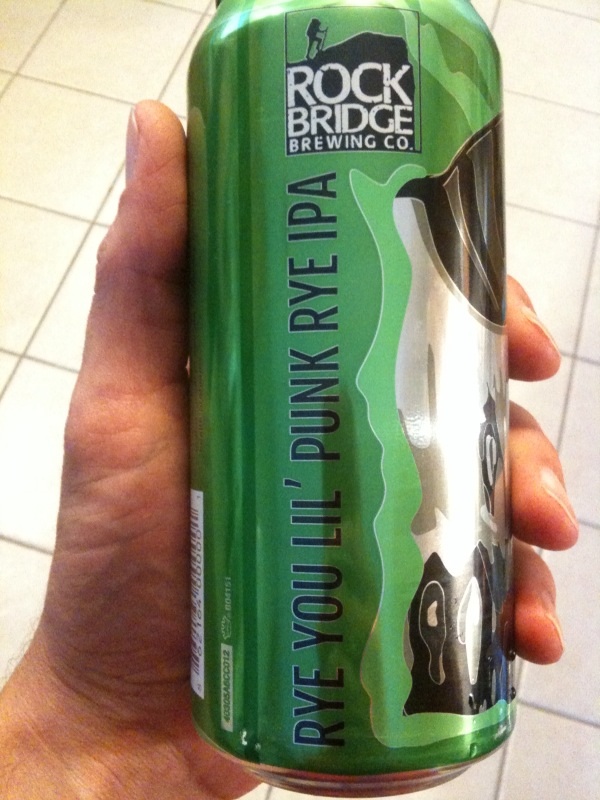 ROCK
BRIDGE
BREWING CO.
RYE YOU LIL' PUNK RYE IPA